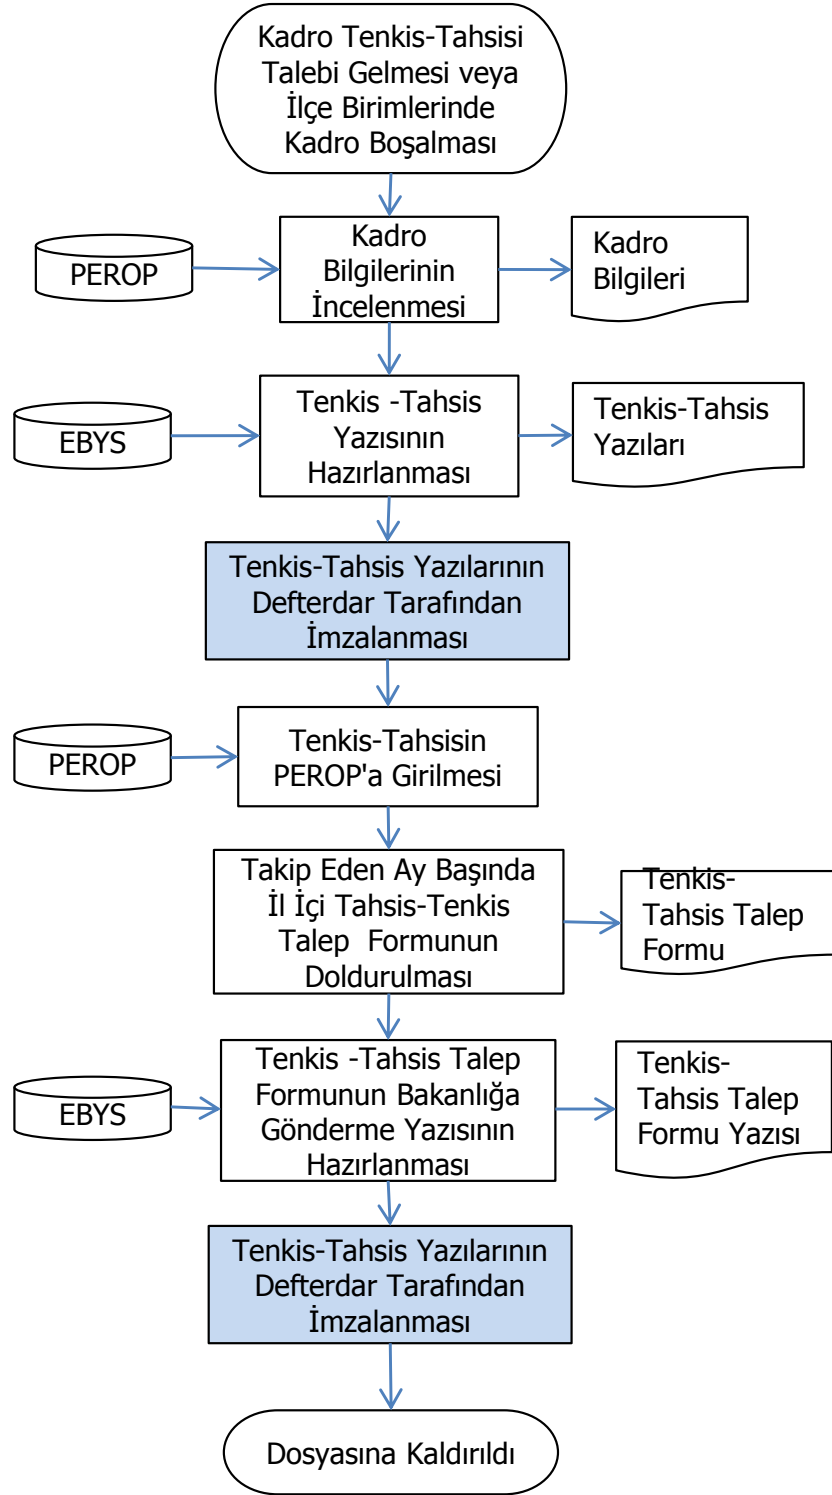 Kadro Tenkis-Tahsisi
Talebi Gelmesi veya
İlçe Birimlerinde
Kadro Boşalması
PEROP
Kadro
Bilgilerinin
İncelenmesi
Kadro
Bilgileri
EBYS
Tenkis -Tahsis
Yazısının
Hazırlanması
Tenkis-Tahsis
Yazıları
Tenkis-Tahsis Yazılarının
Defterdar Tarafından
İmzalanması
PEROP
Tenkis-Tahsisin
PEROP'a Girilmesi
Takip Eden Ay Başında
İl İçi Tahsis-Tenkis
Talep  Formunun
Doldurulması
Tenkis-
Tahsis Talep
Formu
EBYS
Tenkis -Tahsis Talep
Formunun Bakanlığa
Gönderme Yazısının
Hazırlanması
Tenkis-
Tahsis Talep
Formu Yazısı
Tenkis-Tahsis Yazılarının
Defterdar Tarafından
İmzalanması
Dosyasına Kaldırıldı